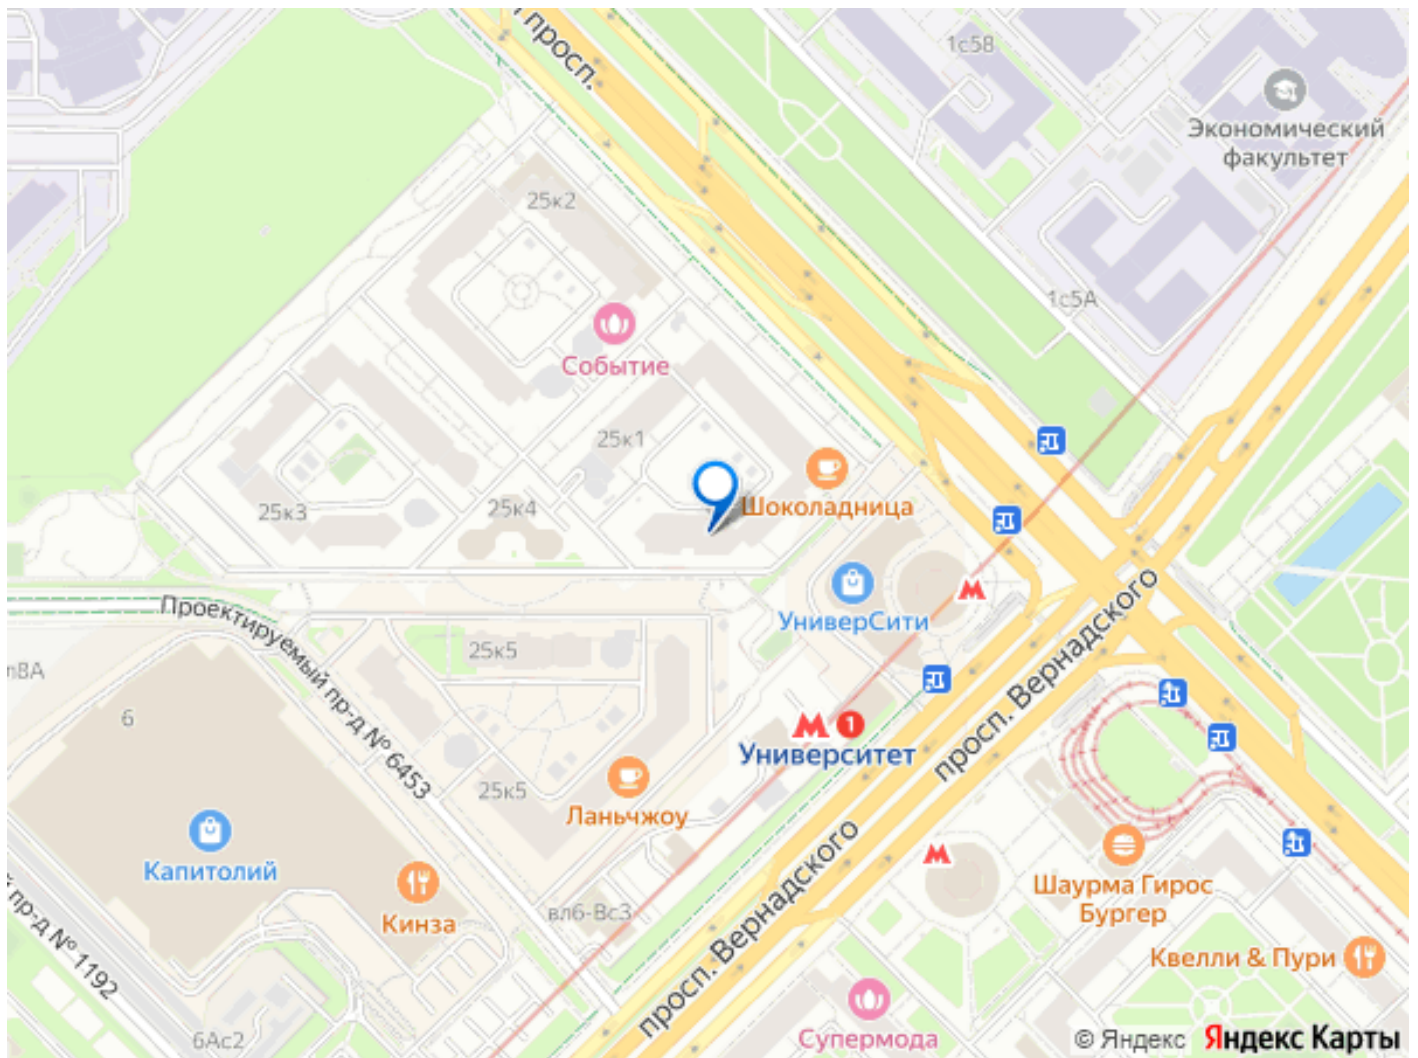 й просп.
1с58
Экономический
факультет
25к2
1с5А
Событие
25к1
Шоколадница
25к3
25к4
УниверСити
Проектируемый пр-д № 6453
25к5
просп. Вернадского
6
Университет
1
25к5
Ланьчжоу
Капитолий
Кинза
вл6-Вс3
просп. Вернадского
Шаурма Гирос
Бургер
Квелли & Пури
й пр-д № 1192
6Ас2
Супермода
© Яндекс Яндекс Карты